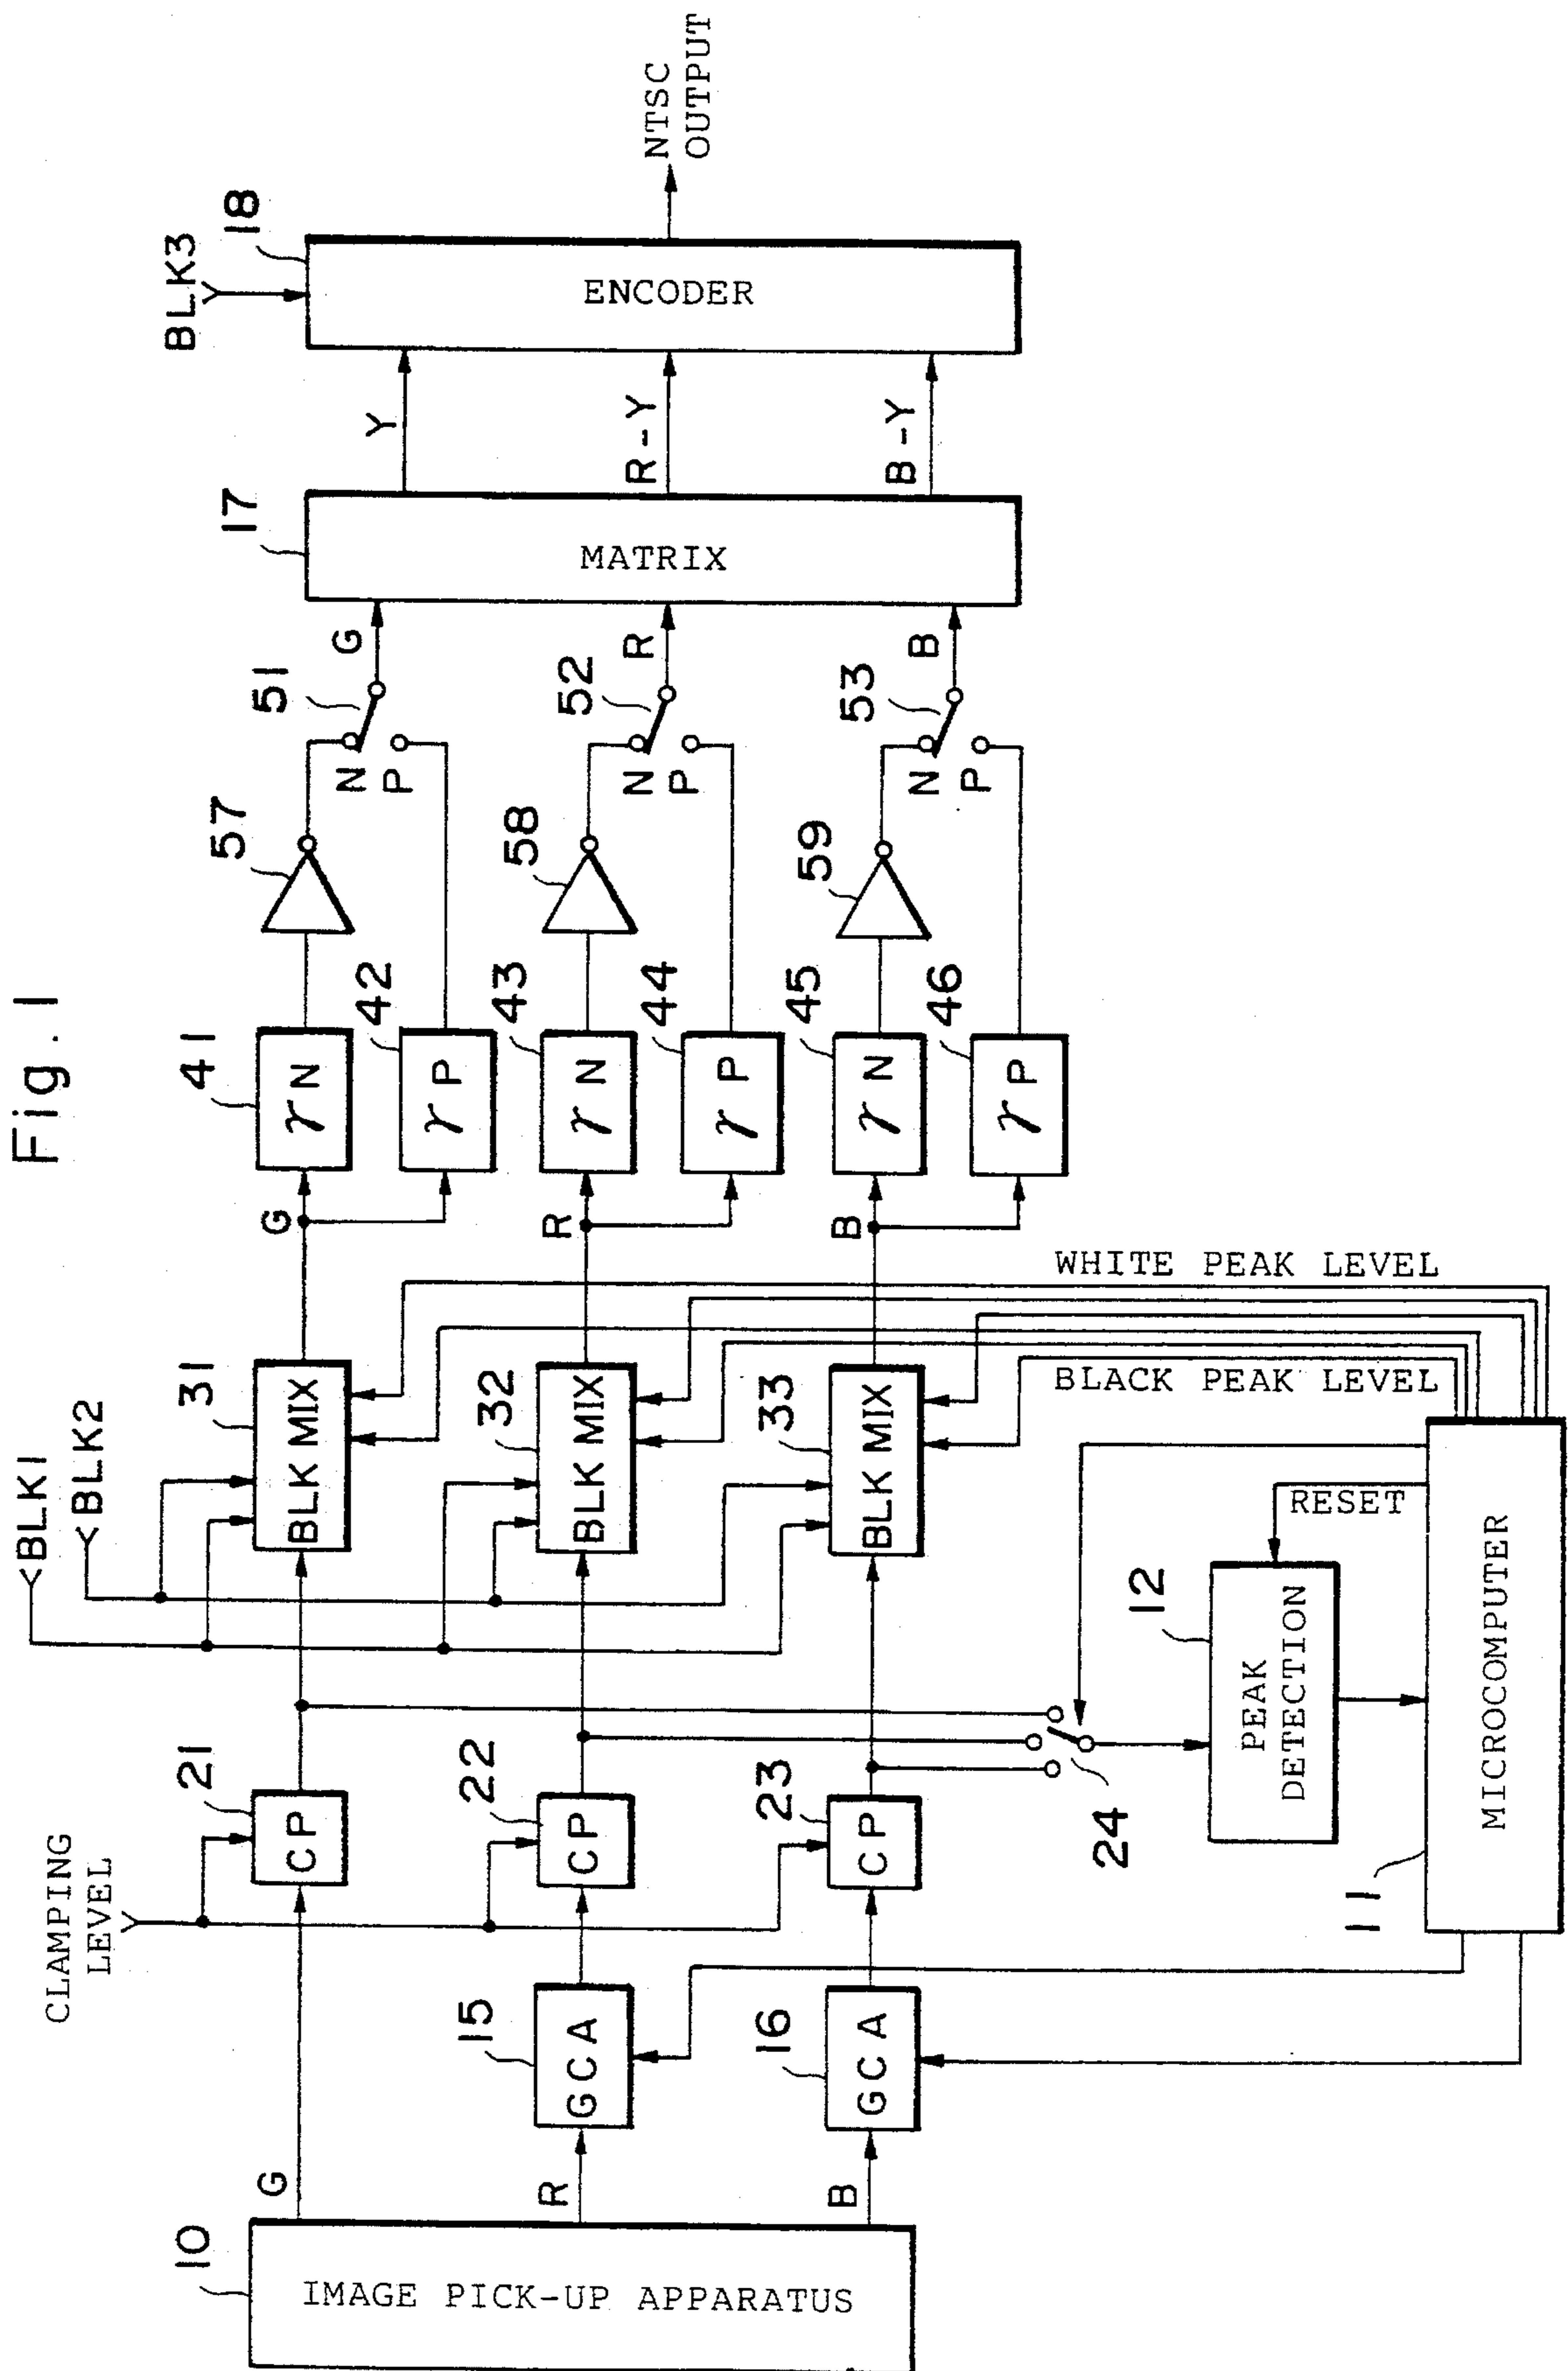 Fig. 1
10
IMAGE PICK-UP APPARATUS
G
R
B
15
GCA
16
GCA
CLAMPING
LEVEL
21
CP
22
CP
23
CP
24
<BLK1
<BLK2
31
BLK MIX
32
BLK MIX
33
BLK MIX
12
PEAK
DETECTION
RESET
11
MICROCOMPUTER
WHITE PEAK LEVEL
BLACK PEAK LEVEL
G
R
B
41
γN
42
γP
43
γN
44
γP
45
γN
46
γP
57
58
59
N
P
51
N
P
52
N
P
53
G
R
B
17
MATRIX
Y
R-Y
B-Y
BLK3
18
ENCODER
NTSC
OUTPUT